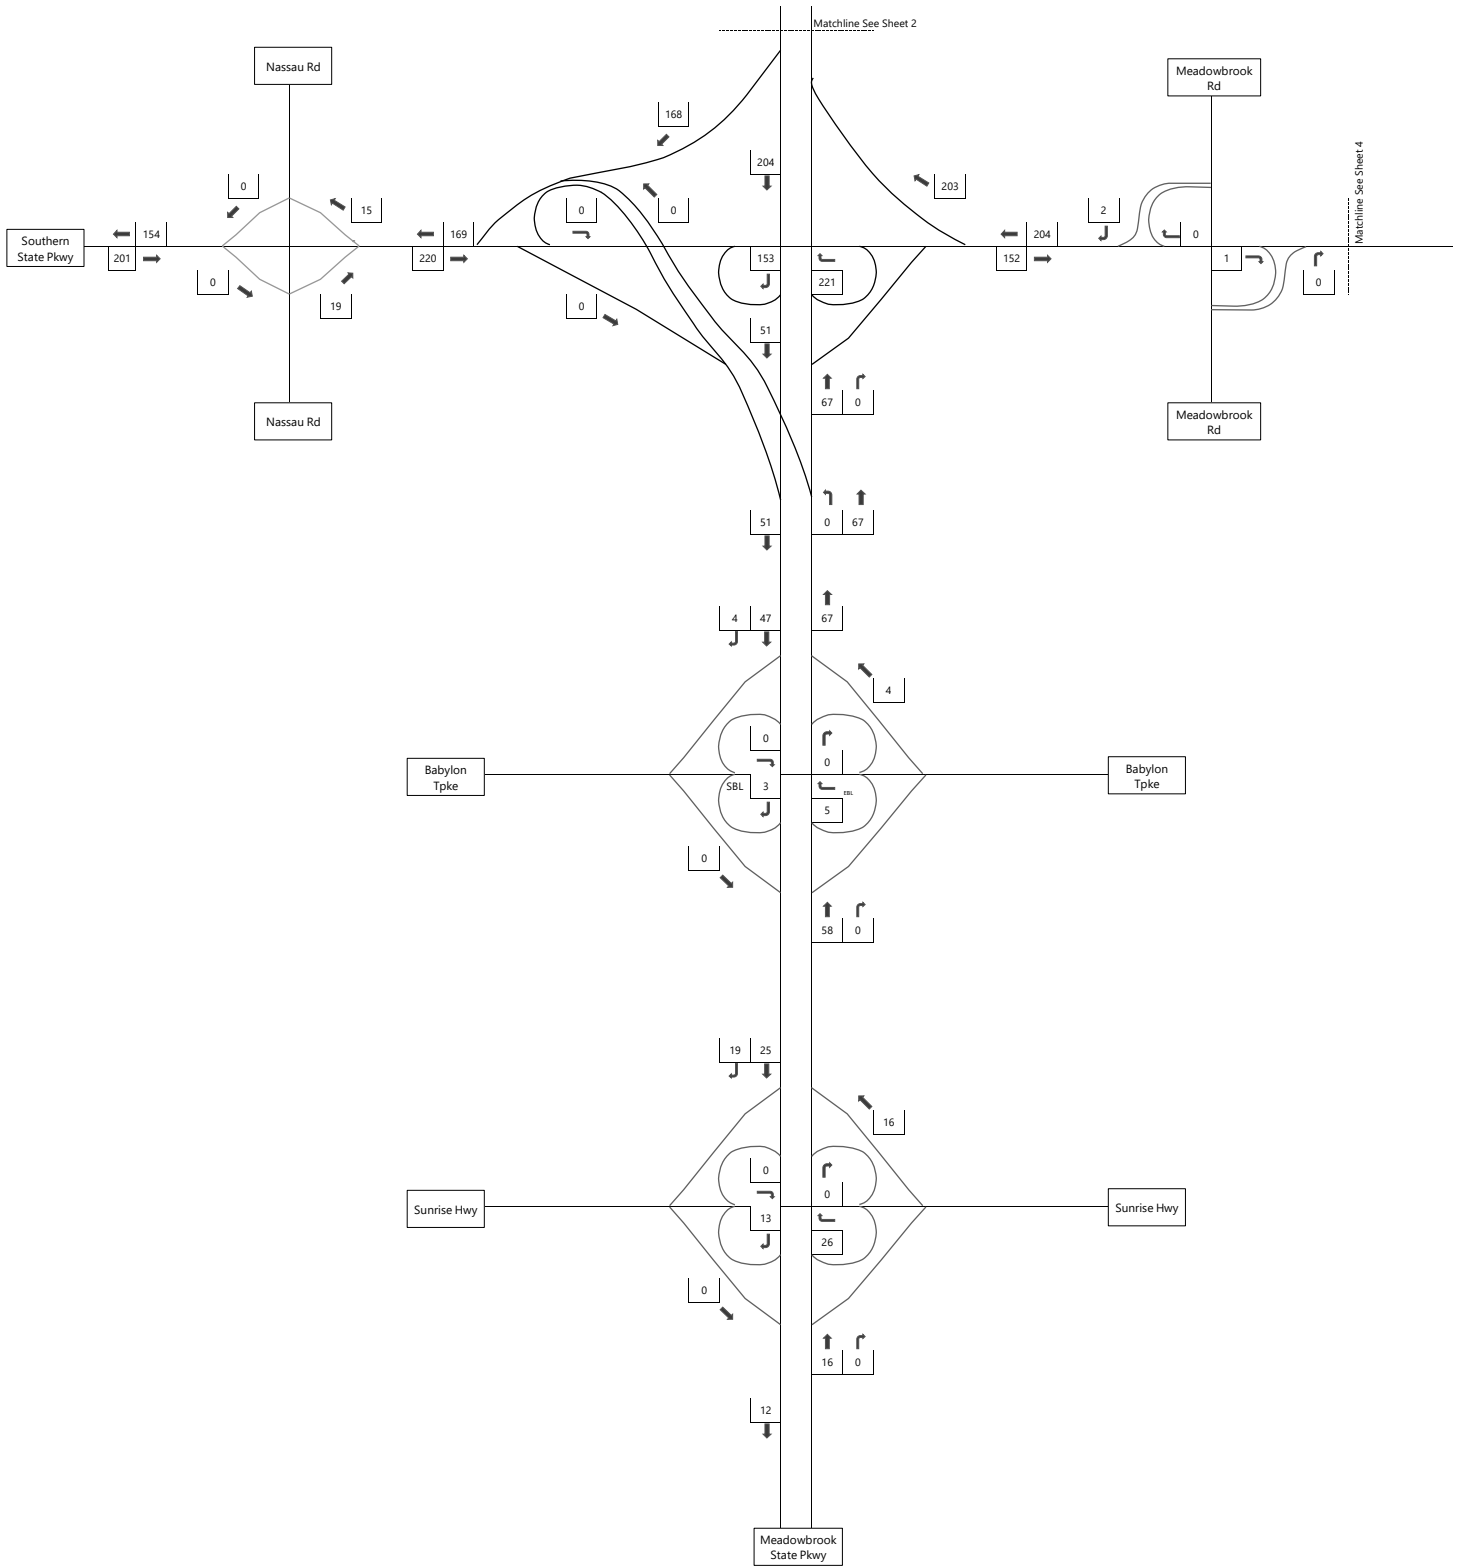 Matchline See Sheet 2
Nassau Rd
Meadowbrook
Rd
168
204
Matchline See Sheet 4
0
15
0
0
203
2
0
Southern
State Pkwy
154
201
169
220
153
221
204
152
1
0
0
19
0
51
67
0
Nassau Rd
Meadowbrook
Rd
51
0
67
4
47
67
4
0
0
Babylon
Tpke
SBL
3
EBL
5
Babylon
Tpke
0
58
0
19
25
16
0
0
Sunrise Hwy
13
26
Sunrise Hwy
0
16
0
12
Meadowbrook
State Pkwy